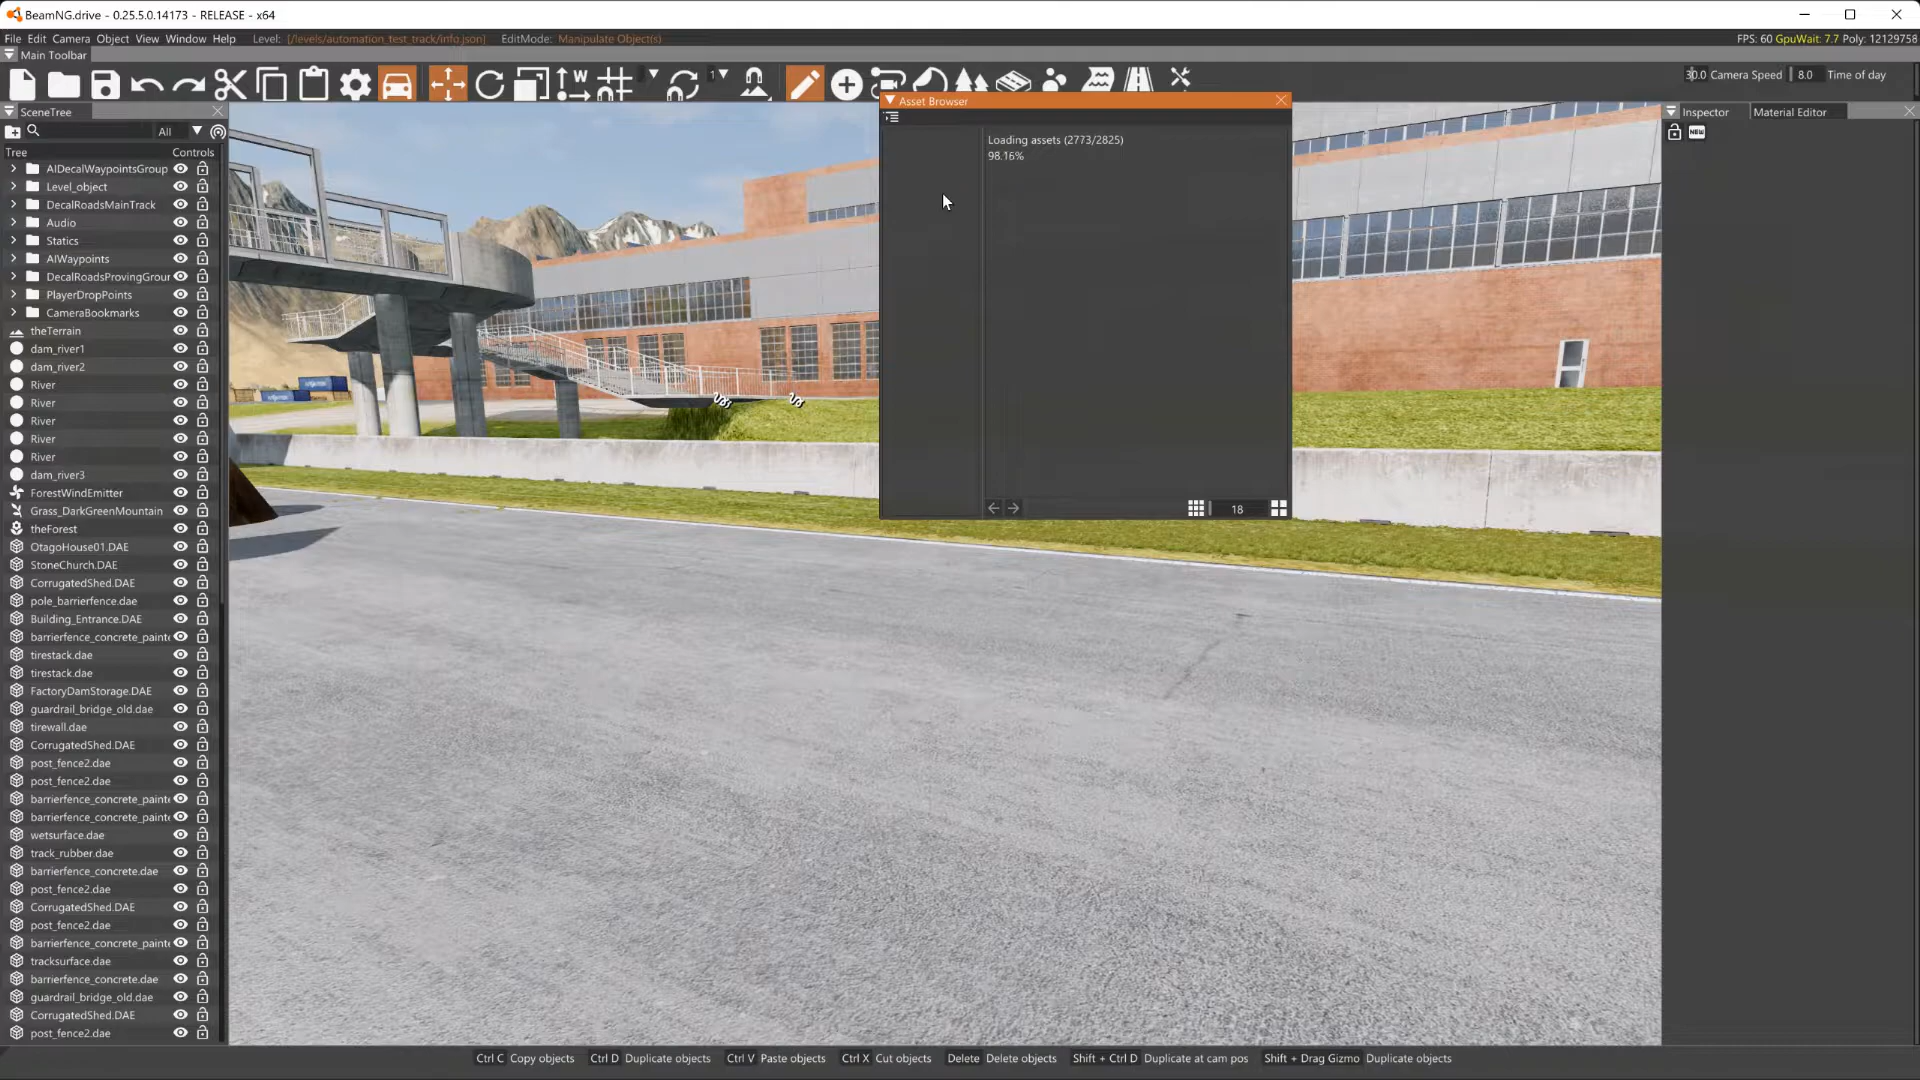 BeamNG.drive - 0.25.5.0.14173 - RELEASE - x64
File Edit Camera Object View Window Help Level: [/levels/automation_test_track/info.json] EditMode: Manipulate Object(s) FPS: 60 GpuWait: 7.7 Poly: 12129758
Main Toolbar
W 1 30.0 Camera Speed 8.0 Time of day
SceneTree
Asset Browser
Inspector Material Editor
All
NEW
Tree Controls
Loading assets (2773/2825)
98.16%
18
AIDecalWaypointsGroup
Level_object
DecalRoadsMainTrack
Audio
Statics
AIWaypoints
DecalRoadsProvingGrour
PlayerDropPoints
CameraBookmarks
theTerrain
dam_river1
dam_river2
River
River
River
River
River
dam_river3
ForestWindEmitter
Grass_DarkGreenMountain
theForest
OtagoHouse01.DAE
StoneChurch.DAE
CorrugatedShed.DAE
pole_barrierfence.dae
Building_Entrance.DAE
barrierfence_concrete_painte
tirestack.dae
tirestack.dae
FactoryDamStorage.DAE
guardrail_bridge_old.dae
tirewall.dae
CorrugatedShed.DAE
post_fence2.dae
post_fence2.dae
barrierfence_concrete_painte
barrierfence_concrete_painte
wetsurface.dae
track_rubber.dae
barrierfence_concrete.dae
post_fence2.dae
CorrugatedShed.DAE
post_fence2.dae
barrierfence_concrete_painte
tracksurface.dae
barrierfence_concrete.dae
guardrail_bridge_old.dae
CorrugatedShed.DAE
post_fence2.dae
Ctrl C Copy objects Ctrl D Duplicate objects Ctrl V Paste objects Ctrl X Cut objects Delete Delete objects Shift + Ctrl D Duplicate at cam pos Shift + Drag Gizmo Duplicate objects